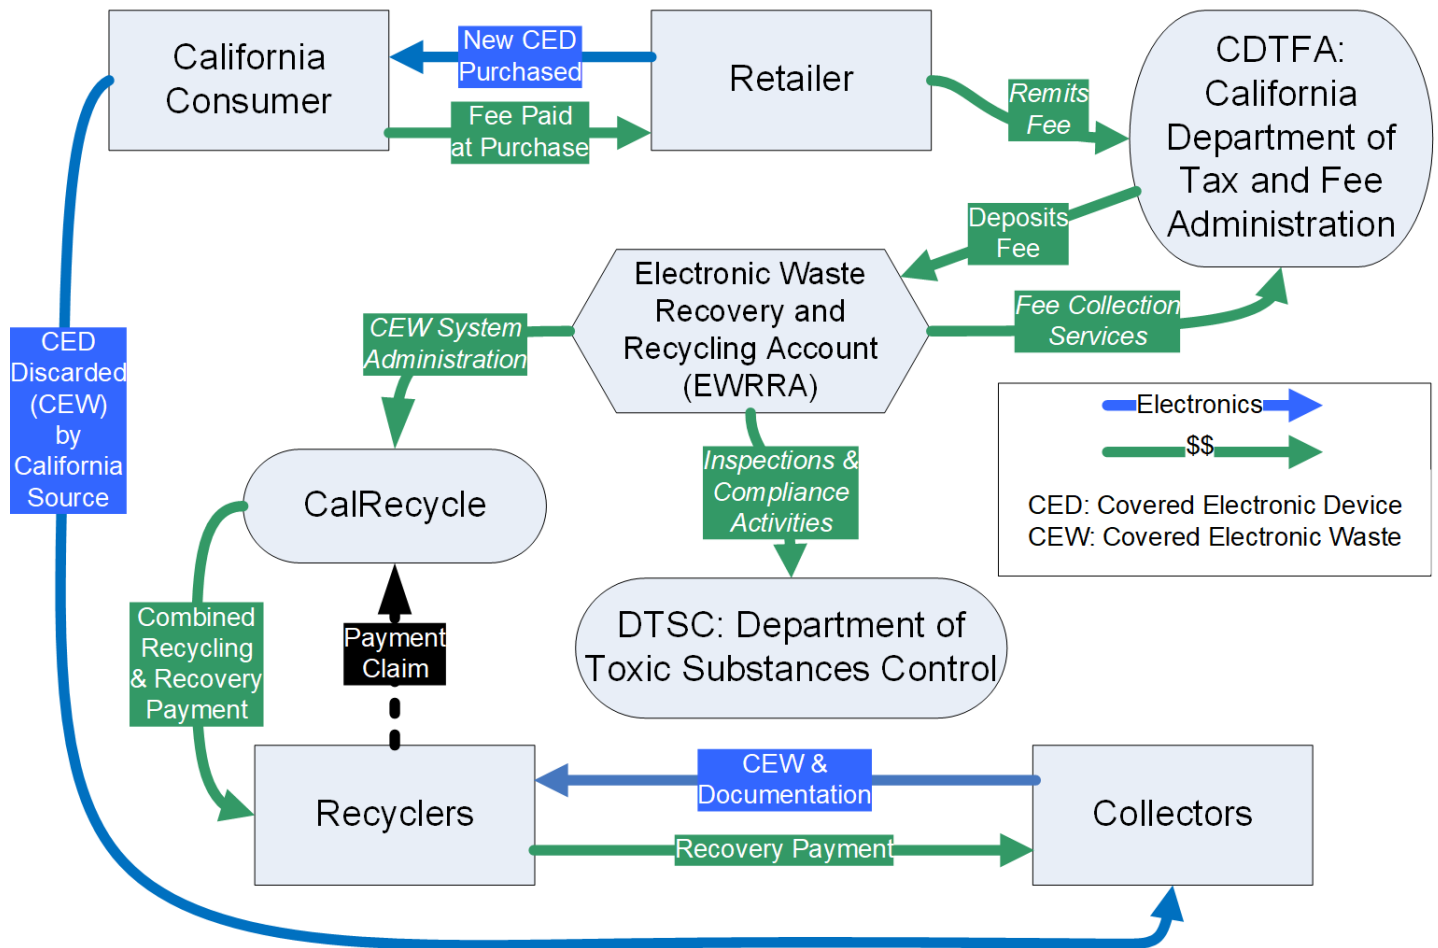 California
Consumer
New CED
Purchased
Fee Paid
at Purchase
Retailer
Remits
Fee
CDTFA:
California
Department of
Tax and Fee
Administration
Deposits
Fee
Electronic Waste
Recovery and
Recycling Account
(EWRRA)
Fee Collection
Services
CEW System
Administration
CED
Discarded
(CEW)
by
California
Source
Electronics
$$
CED: Covered Electronic Device
CEW: Covered Electronic Waste
Inspections &
Compliance
Activities
CalRecycle
DTSC: Department of
Toxic Substances Control
Combined
Recycling
& Recovery
Payment
Payment
Claim
Recyclers
CEW &
Documentation
Recovery Payment
Collectors